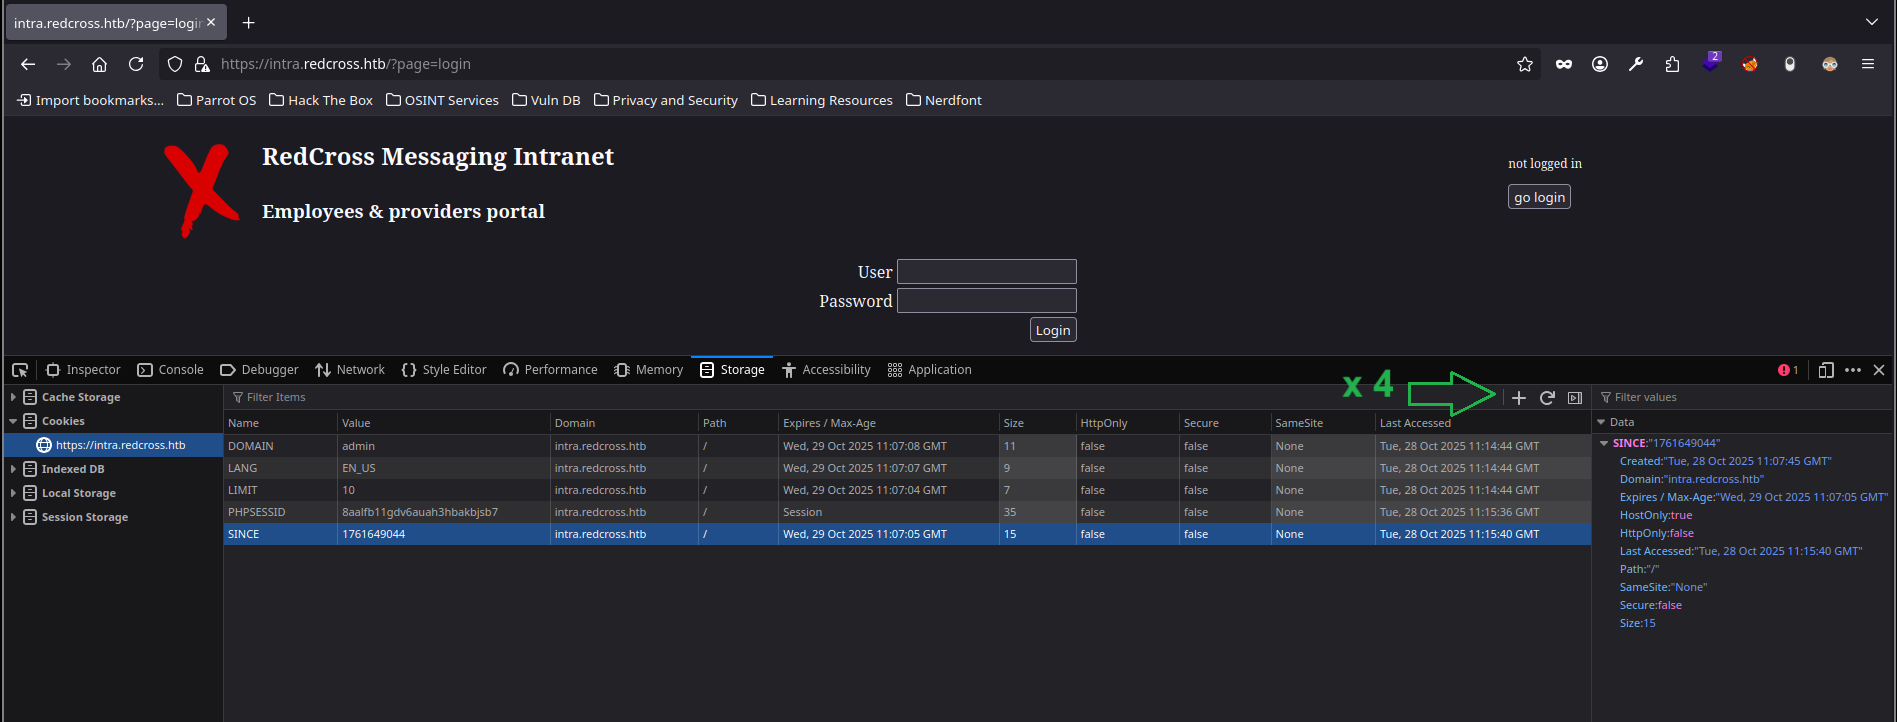 intra.redcross.htb/?page=login
https://intra.redcross.htb/?page=login
2
Import bookmarks... Parrot OS Hack The Box OSINT Services Vuln DB Privacy and Security Learning Resources Nerdfont
RedCross Messaging Intranet
not logged in
go login
Employees & providers portal
User
Password
Login
Inspector Console Debugger Network Style Editor Performance Memory Storage Accessibility Application 1
x 4
Cache Storage
Cookies
https://intra.redcross.htb
Indexed DB
Local Storage
Session Storage
Filter Items
Name Value Domain Path Expires / Max-Age Size HttpOnly Secure SameSite Last Accessed
DOMAIN admin intra.redcross.htb / Wed, 29 Oct 2025 11:07:08 GMT 11 false false None Tue, 28 Oct 2025 11:14:44 GMT
LANG EN_US intra.redcross.htb / Wed, 29 Oct 2025 11:07:07 GMT 9 false false None Tue, 28 Oct 2025 11:14:44 GMT
LIMIT 10 intra.redcross.htb / Wed, 29 Oct 2025 11:07:04 GMT 7 false false None Tue, 28 Oct 2025 11:14:44 GMT
PHPSESSID 8aalfb11gdv6auah3hbakbjsb7 intra.redcross.htb / Session 35 false false None Tue, 28 Oct 2025 11:15:36 GMT
SINCE 1761649044 intra.redcross.htb / Wed, 29 Oct 2025 11:07:05 GMT 15 false false None Tue, 28 Oct 2025 11:15:40 GMT
Filter values
Data
SINCE:"1761649044"
Created:"Tue, 28 Oct 2025 11:07:45 GMT"
Domain:"intra.redcross.htb"
Expires / Max-Age:"Wed, 29 Oct 2025 11:07:05 GMT"
HostOnly:true
HttpOnly:false
Last Accessed:"Tue, 28 Oct 2025 11:15:40 GMT"
Path:"/"
SameSite:"None"
Secure:false
Size:15